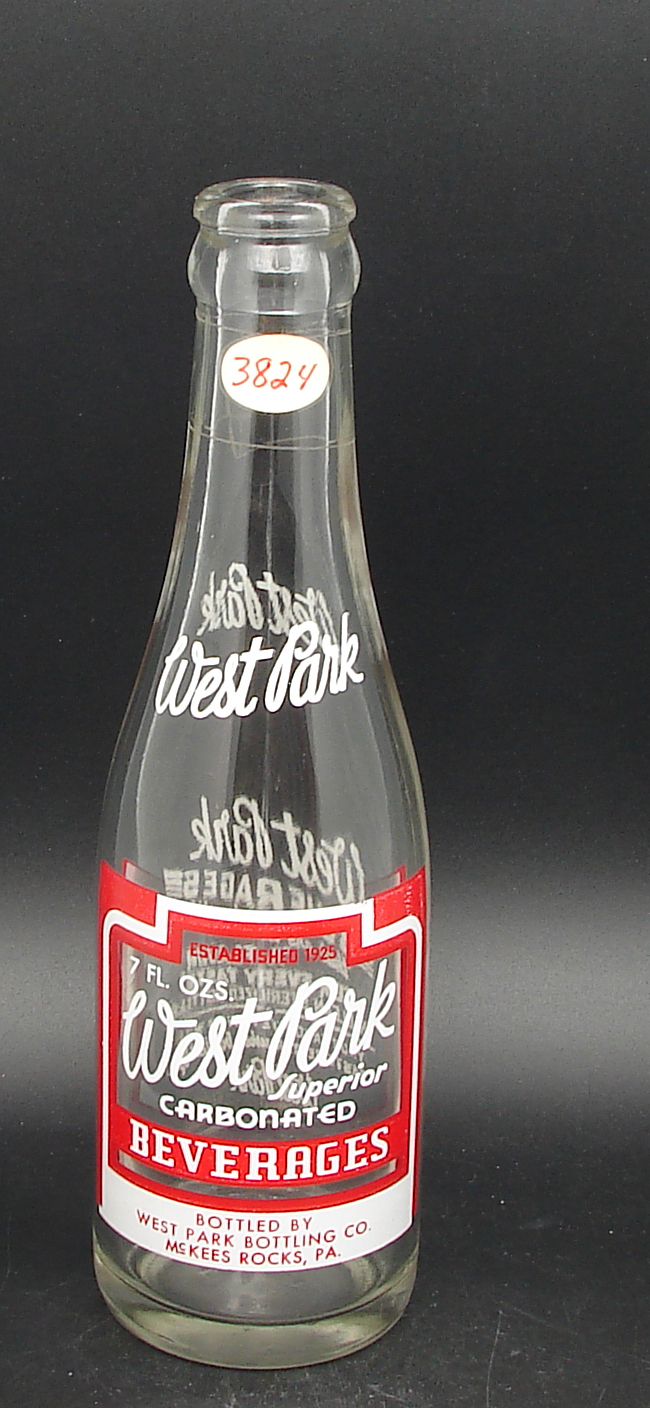 3824
West Park
ESTABLISHED 1925
7 FL. OZS.
West Park
Superior
CARBONATED
BEVERAGES
BOTTLED BY
WEST PARK BOTTLING CO.
McKEES ROCKS, PA.